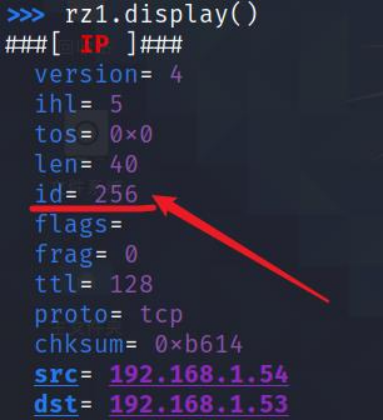 >>> rz1.display()
###[ IP ]###
version= 4
ihl= 5
tos= 0×0
len= 40
id= 256
flags=
frag= 0
ttl= 128
proto= tcp
chksum= 0×b614
src= 192.168.1.54
dst= 192.168.1.53